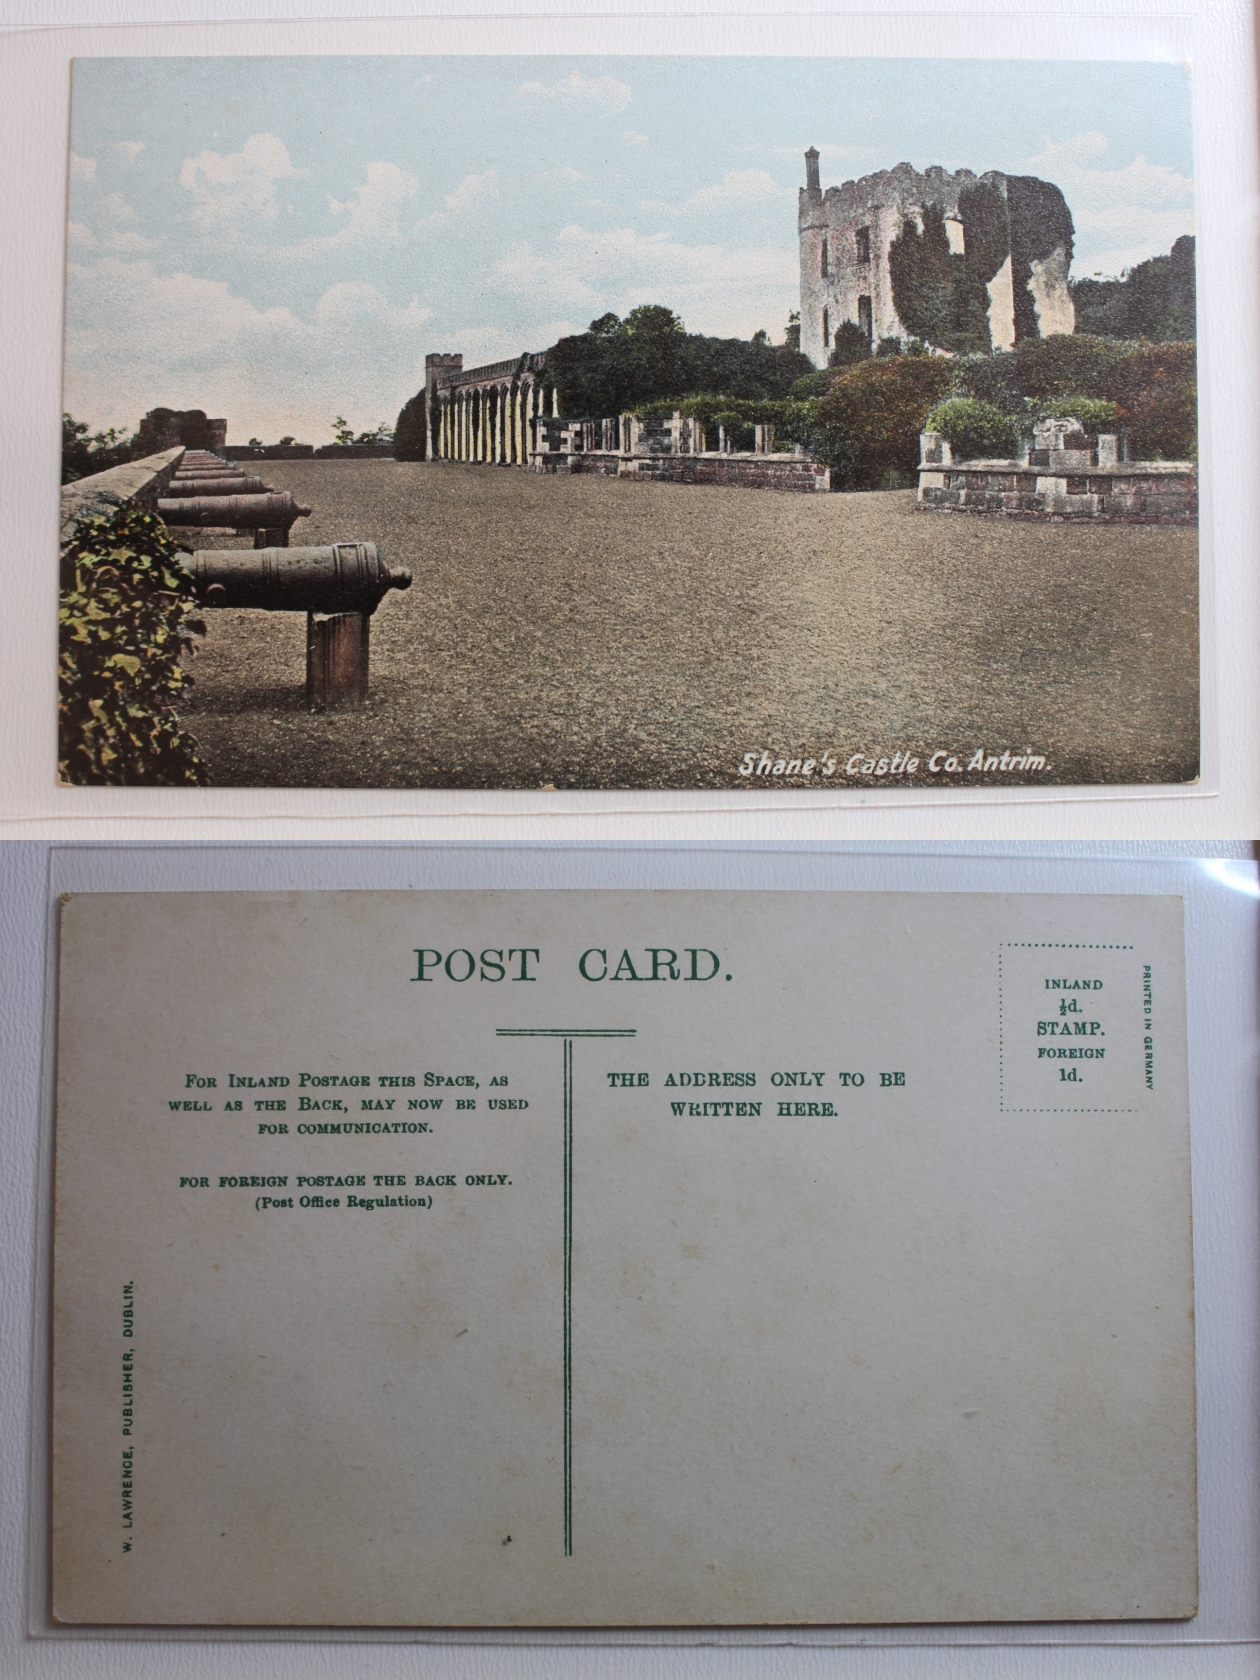 Shane's Castle Co. Antrim.
POST CARD.
INLAND
½d.
STAMP.
FOREIGN
1d.
PRINTED IN GERMANY
FOR INLAND POSTAGE THIS SPACE, AS
WELL AS THE BACK, MAY NOW BE USED
FOR COMMUNICATION.
FOR FOREIGN POSTAGE THE BACK ONLY.
(Post Office Regulation)
THE ADDRESS ONLY TO BE
WRITTEN HERE.
W. LAWRENCE, PUBLISHER, DUBLIN.